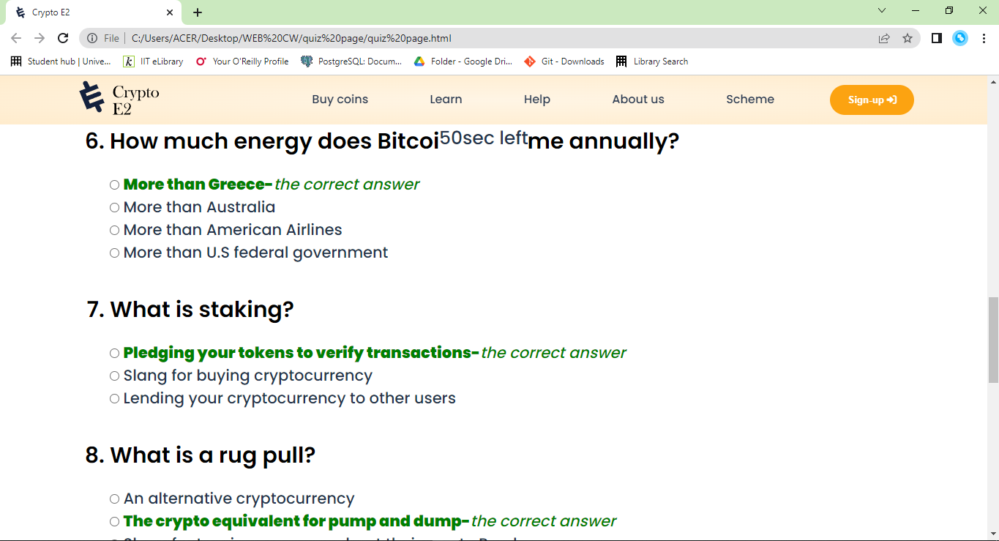 Crypto E2
File | C:/Users/ACER/Desktop/WEB%20CW/quiz%20page/quiz%20page.html
Student hub | Unive... IIT eLibrary Your O'Reilly Profile PostgreSQL: Docum... Folder - Google Dri... Git - Downloads Library Search
Crypto
E2
Buy coins Learn Help About us Scheme Sign-up
6. How much energy does Bitcoi50sec leftme annually?
More than Greece-the correct answer
More than Australia
More than American Airlines
More than U.S federal government
7. What is staking?
Pledging your tokens to verify transactions-the correct answer
Slang for buying cryptocurrency
Lending your cryptocurrency to other users
8. What is a rug pull?
An alternative cryptocurrency
The crypto equivalent for pump and dump-the correct answer